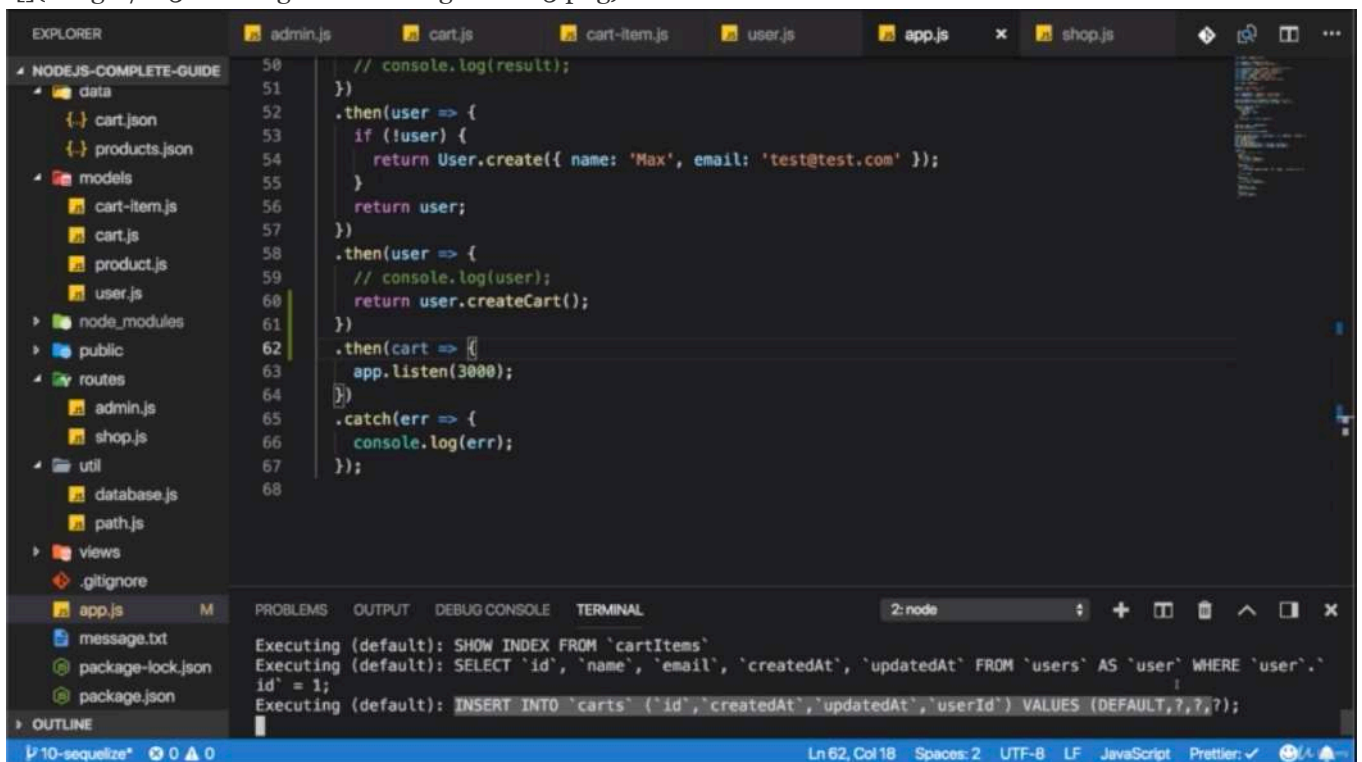 EXPLORER
NODEJS-COMPLETE-GUIDE
data
{..} cart.json
{..} products.json
models
cart-item.js
cart.js
product.js
user.js
node_modules
public
routes
admin.js
shop.js
util
database.js
path.js
views
.gitignore
app.js M
message.txt
package-lock.json
package.json
OUTLINE
admin.js cart.js cart-item.js user.js app.js × shop.js ...
50 // console.log(result);
51 })
52 .then(user => {
53 if (!user) {
54 return User.create({ name: 'Max', email: 'test@test.com' });
55 }
56 return user;
57 })
58 .then(user => {
59 // console.log(user);
60 return user.createCart();
61 })
62 .then(cart => {
63 app.listen(3000);
64 })
65 .catch(err => {
66 console.log(err);
67 });
68
PROBLEMS OUTPUT DEBUG CONSOLE TERMINAL 2: node
Executing (default): SHOW INDEX FROM `cartItems`
Executing (default): SELECT `id`, `name`, `email`, `createdAt`, `updatedAt` FROM `users` AS `user` WHERE `user`.`
id` = 1;
Executing (default): INSERT INTO `carts` (`id`,`createdAt`,`updatedAt`,`userId`) VALUES (DEFAULT,?,?,?);
10-sequelize* 0 0 Ln 62, Col 18 Spaces: 2 UTF-8 LF JavaScript Prettier: ✓